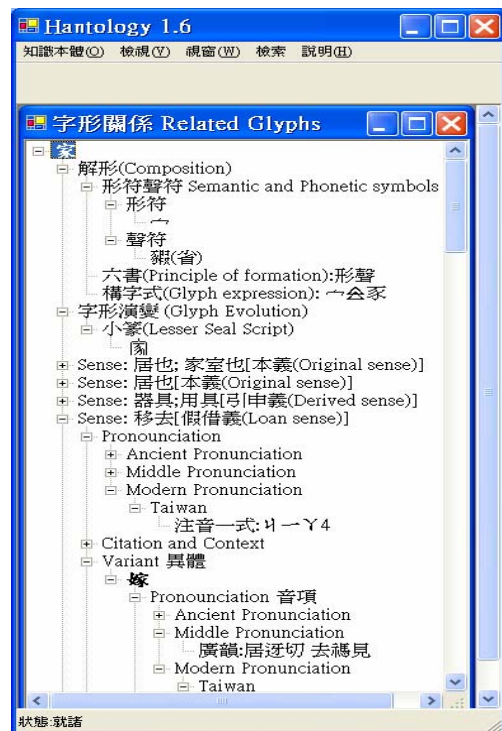 Hantology 1.6
知識本體(O) 檢視(V) 視窗(W) 檢索 說明(H)
字形關係 Related Glyphs
家
解形(Composition)
形符聲符 Semantic and Phonetic symbols
形符
宀
聲符
豭(省)
六書(Principle of formation):形聲
構字式(Glyph expression): 宀豕
字形演變 (Glyph Evolution)
小篆(Lesser Seal Script)
Sense: 居也; 家室也[本義(Original sense)]
Sense: 居也[本義(Original sense)]
Sense: 器具;用具[引申義(Derived sense)]
Sense: 移去[假借義(Loan sense)]
Pronounciation
Ancient Pronunciation
Middle Pronunciation
Modern Pronunciation
Taiwan
注音一式:ㄐㄧㄚ4
Citation and Context
Variant 異體
嫁
Pronounciation 音項
Ancient Pronunciation
Middle Pronunciation
廣韻:居迓切 去禡見
Modern Pronunciation
Taiwan
狀態:就諸